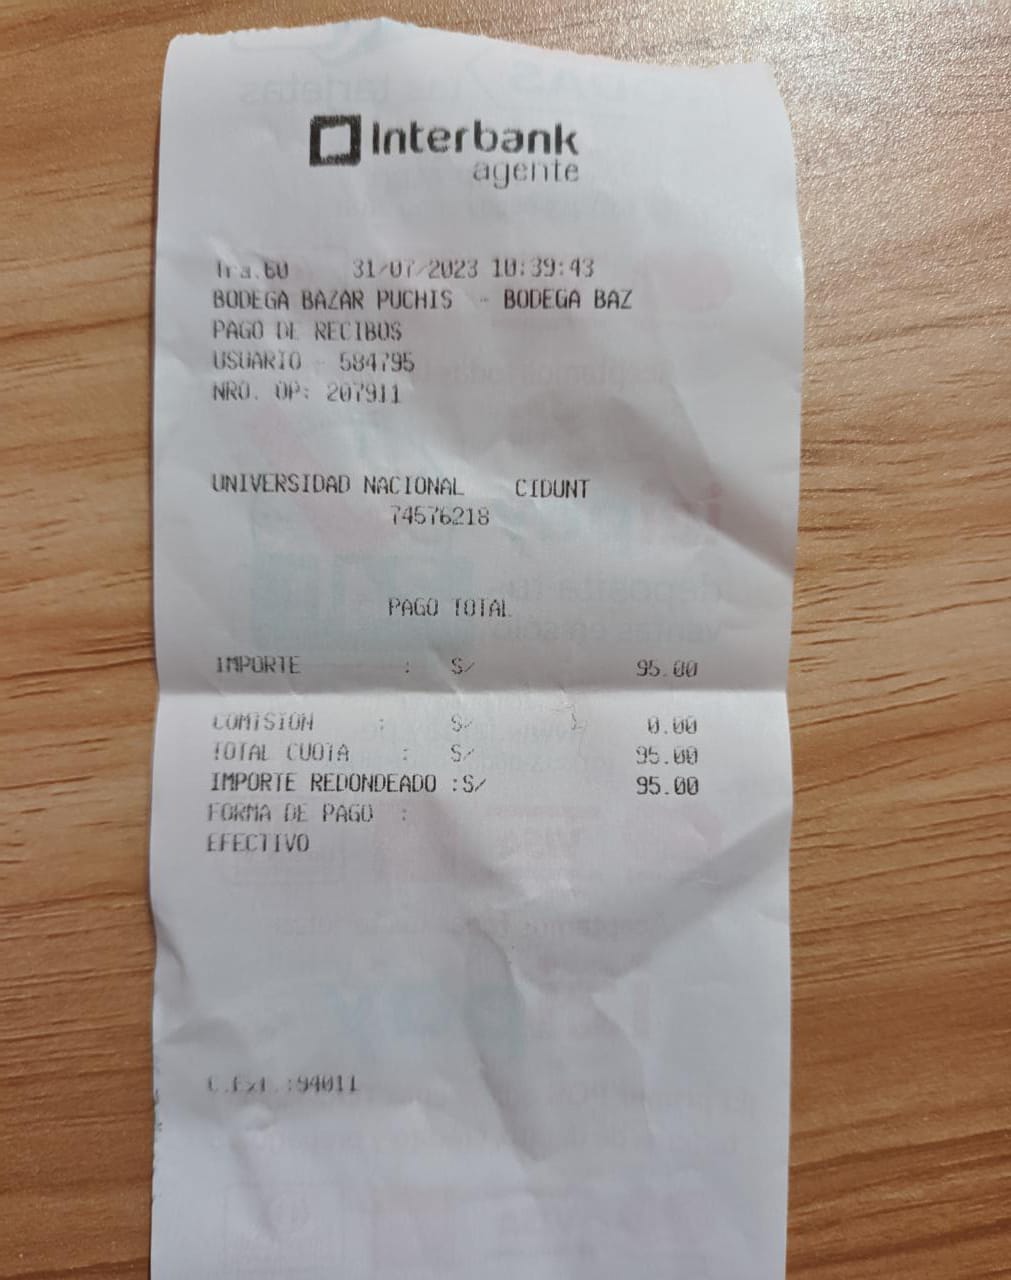 Interbank
agente
Tra.60 31/07/2023 10:39:43
BODEGA BAZAR PUCHIS - BODEGA BAZ
PAGO DE RECIBOS
USUARIO - 584795
NRO. OP: 207911
UNIVERSIDAD NACIONAL CIDUNT
74576218
PAGO TOTAL
IMPORTE : S/ 95.00
COMISION : S/ 0.00
TOTAL CUOTA : S/ 95.00
IMPORTE REDONDEADO :S/ 95.00
FORMA DE PAGO :
EFECTIVO
C.Ext.:94011